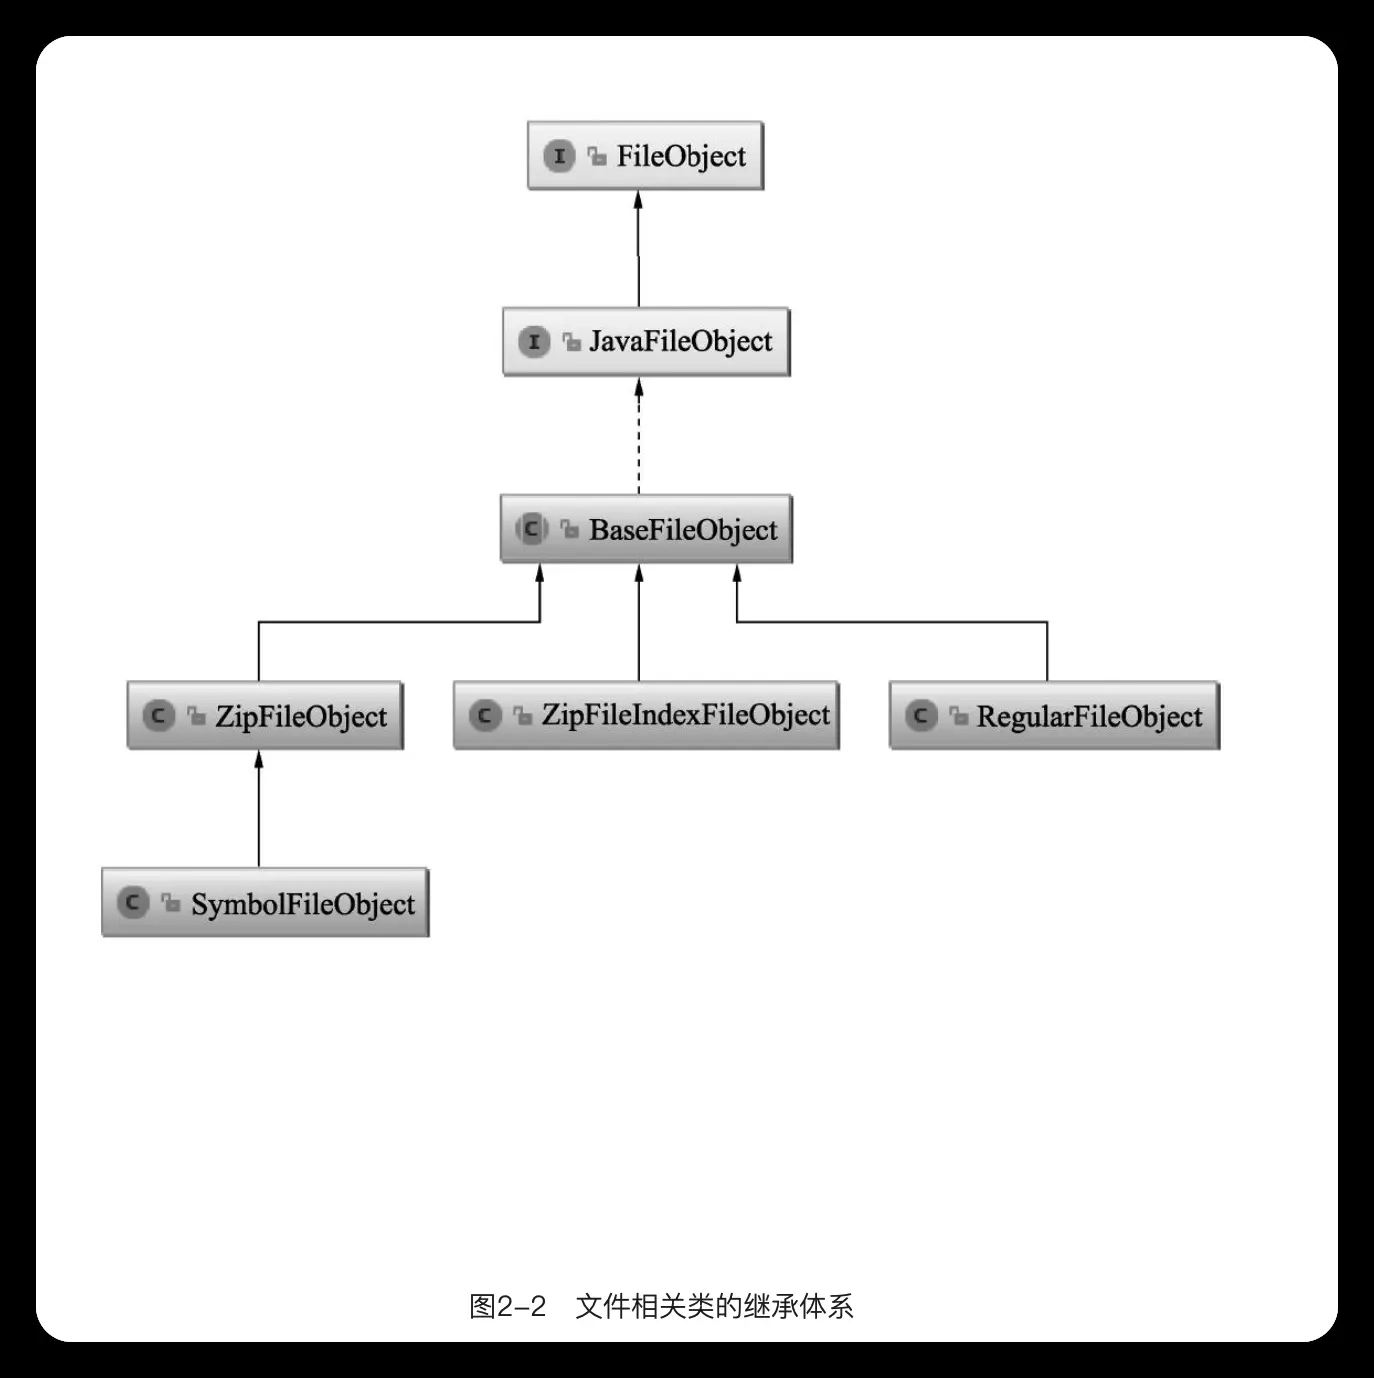 I FileObject
I JavaFileObject
C BaseFileObject
C ZipFileObject
C ZipFileIndexFileObject
C RegularFileObject
C SymbolFileObject
图2-2 文件相关类的继承体系